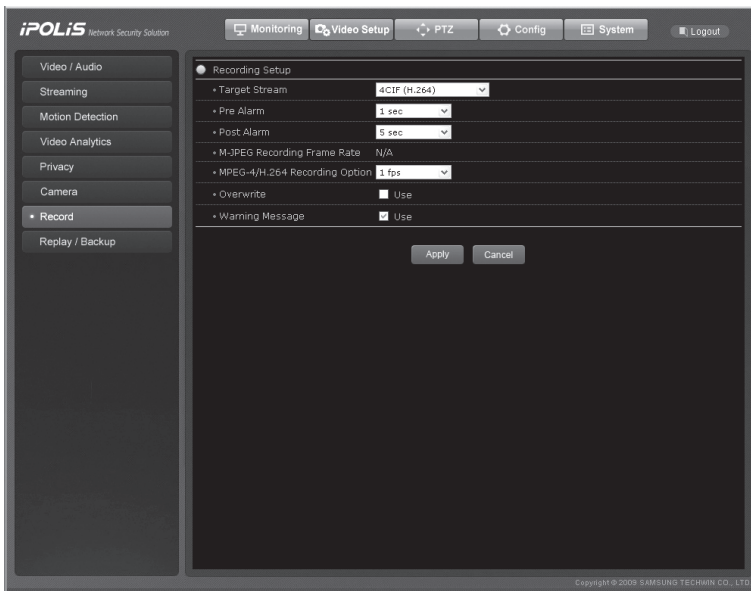 iPOLiS Network Security Solution
Monitoring
Video Setup
PTZ
Config
System
Logout
Video / Audio
Streaming
Motion Detection
Video Analytics
Privacy
Camera
Record
Replay / Backup
Recording Setup
• Target Stream 4CIF (H.264)
• Pre Alarm 1 sec
• Post Alarm 5 sec
• M-JPEG Recording Frame Rate N/A
• MPEG-4/H.264 Recording Option 1 fps
• Overwrite Use
• Warning Message Use
Apply Cancel
Copyright © 2009 SAMSUNG TECHWIN CO., LTD